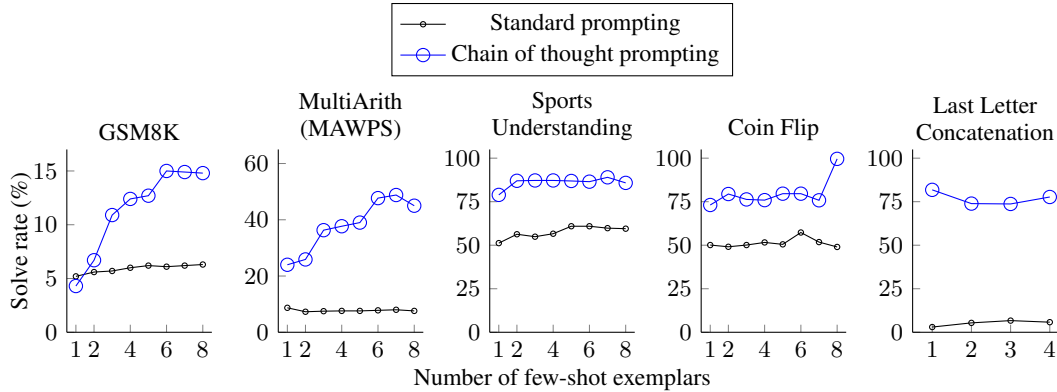 Standard prompting
Chain of thought prompting
GSM8K
MultiArith
(MAWPS)
Sports
Understanding
Coin Flip
Last Letter
Concatenation
Solve rate (%)
15
10
5
0
1 2 4 6 8
60
40
20
0
1 2 4 6 8
100
75
50
25
0
1 2 4 6 8
100
75
50
25
0
1 2 4 6 8
100
75
50
25
0
1 2 3 4
Number of few-shot exemplars